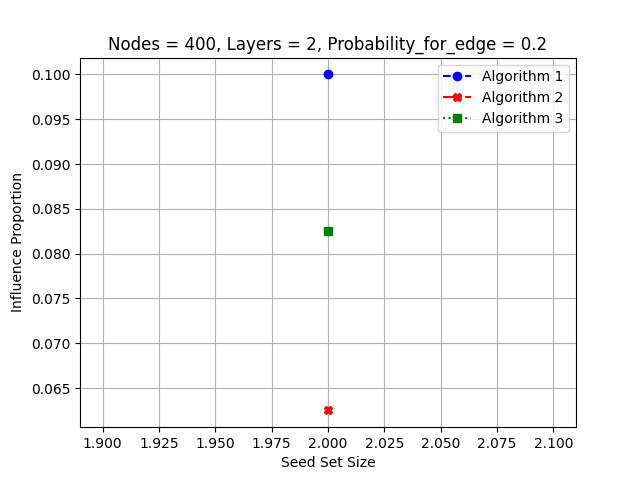 Nodes = 400, Layers = 2, Probability_for_edge = 0.2
Algorithm 1
Algorithm 2
Algorithm 3
Influence Proportion
0.100
0.095
0.090
0.085
0.080
0.075
0.070
0.065
1.900 1.925 1.950 1.975 2.000 2.025 2.050 2.075 2.100
Seed Set Size